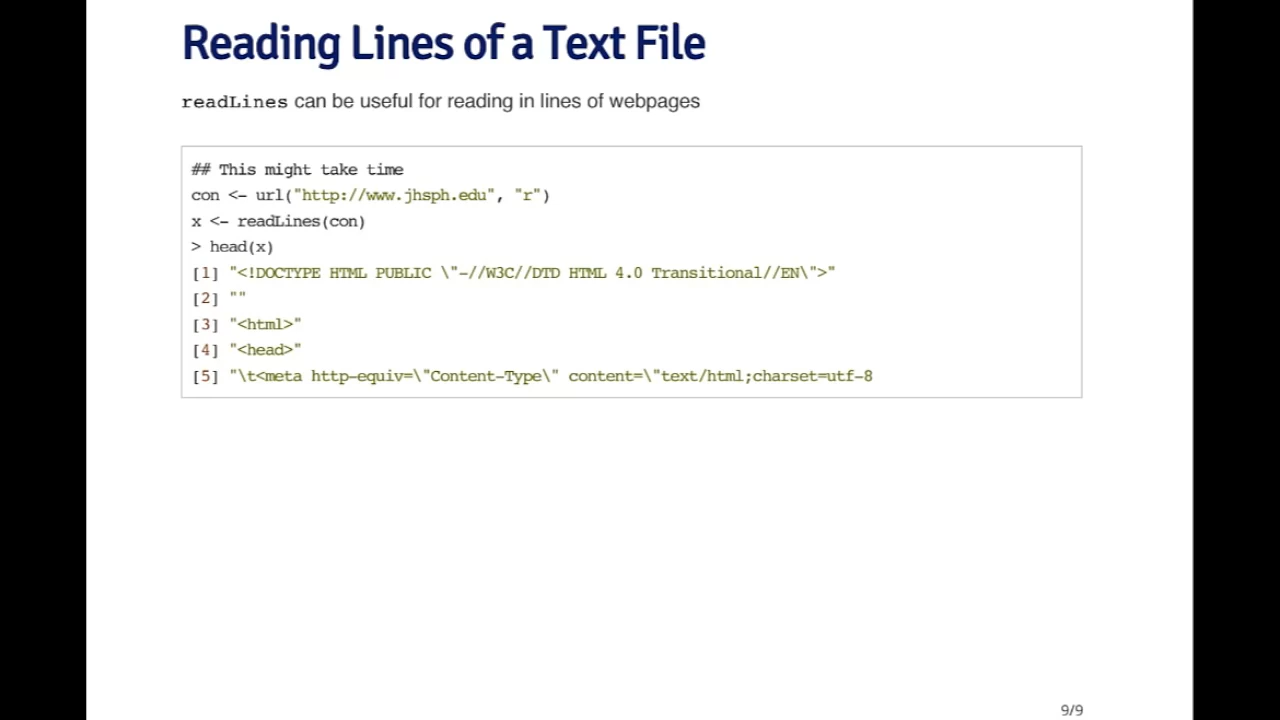 Reading Lines of a Text File
readLines can be useful for reading in lines of webpages
## This might take time
con <- url("http://www.jhsph.edu", "r")
x <- readLines(con)
> head(x)
[1] "<!DOCTYPE HTML PUBLIC \"-//W3C//DTD HTML 4.0 Transitional//EN\">"
[2] ""
[3] "<html>"
[4] "<head>"
[5] "\t<meta http-equiv=\"Content-Type\" content=\"text/html;charset=utf-8
9/9